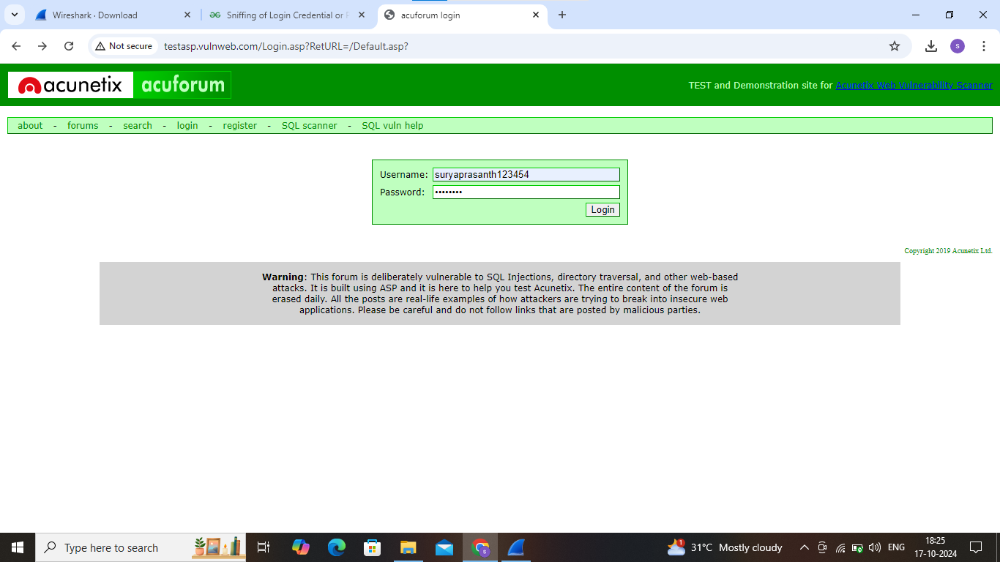 Wireshark · Download
Sniffing of Login Credential or
acuforum login
Not secure
testasp.vulnweb.com/Login.asp?RetURL=/Default.asp?
s
acunetix acuforum
TEST and Demonstration site for Acunetix Web Vulnerability Scanner
about - forums - search - login - register - SQL scanner - SQL vuln help
Username: suryaprasanth123454
Password: ••••••••
Login
Copyright 2019 Acunetix Ltd.
Warning: This forum is deliberately vulnerable to SQL Injections, directory traversal, and other web-based
attacks. It is built using ASP and it is here to help you test Acunetix. The entire content of the forum is
erased daily. All the posts are real-life examples of how attackers are trying to break into insecure web
applications. Please be careful and do not follow links that are posted by malicious parties.
Type here to search
s
1
31°C Mostly cloudy
ENG
18:25
17-10-2024